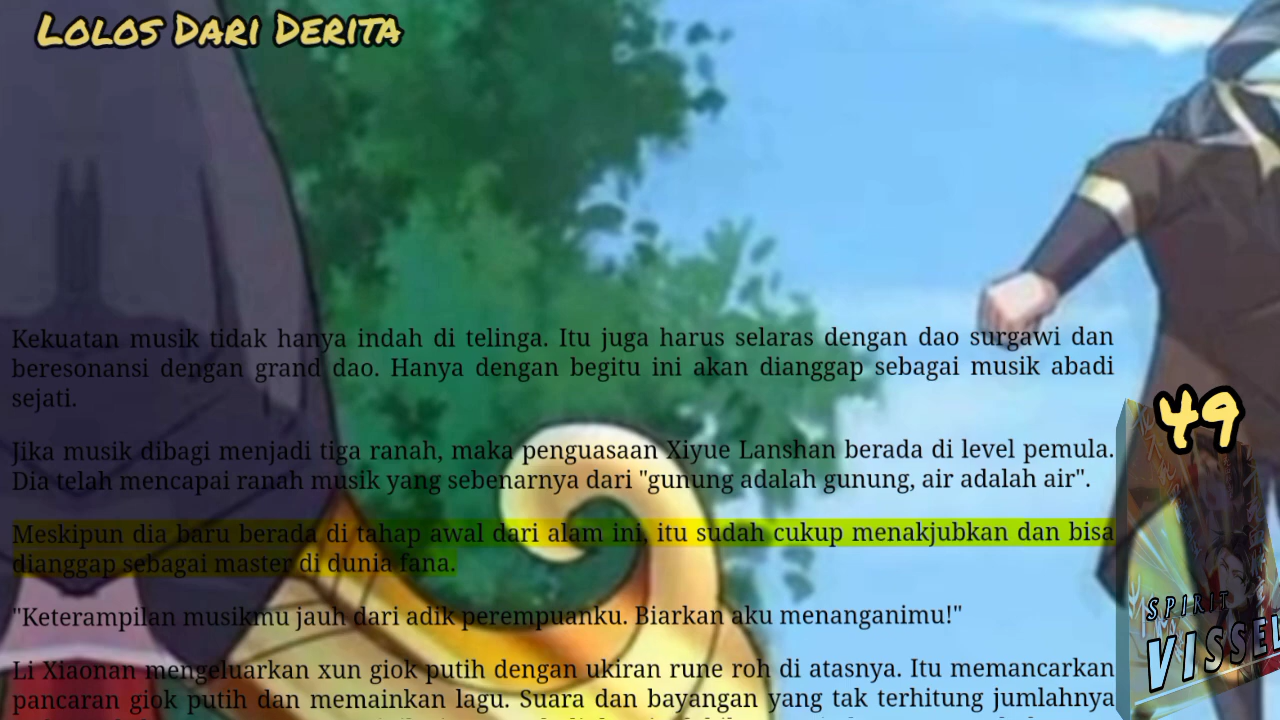 Lolos Dari Derita
Kekuatan musik tidak hanya indah di telinga. Itu juga harus selaras dengan dao surgawi dan
beresonansi dengan grand dao. Hanya dengan begitu ini akan dianggap sebagai musik abadi
sejati.
Jika musik dibagi menjadi tiga ranah, maka penguasaan Xiyue Lanshan berada di level pemula.
Dia telah mencapai ranah musik yang sebenarnya dari "gunung adalah gunung, air adalah air".
49
Meskipun dia baru berada di tahap awal dari alam ini, itu sudah cukup menakjubkan dan bisa
dianggap sebagai master di dunia fana.
"Keterampilan musikmu jauh dari adik perempuanku. Biarkan aku menanganimu!"
SPIRIT
VISSEL
Li Xiaonan mengeluarkan xun giok putih dengan ukiran rune roh di atasnya. Itu memancarkan
pancaran giok putih dan memainkan lagu. Suara dan bayangan yang tak terhitung jumlahnya